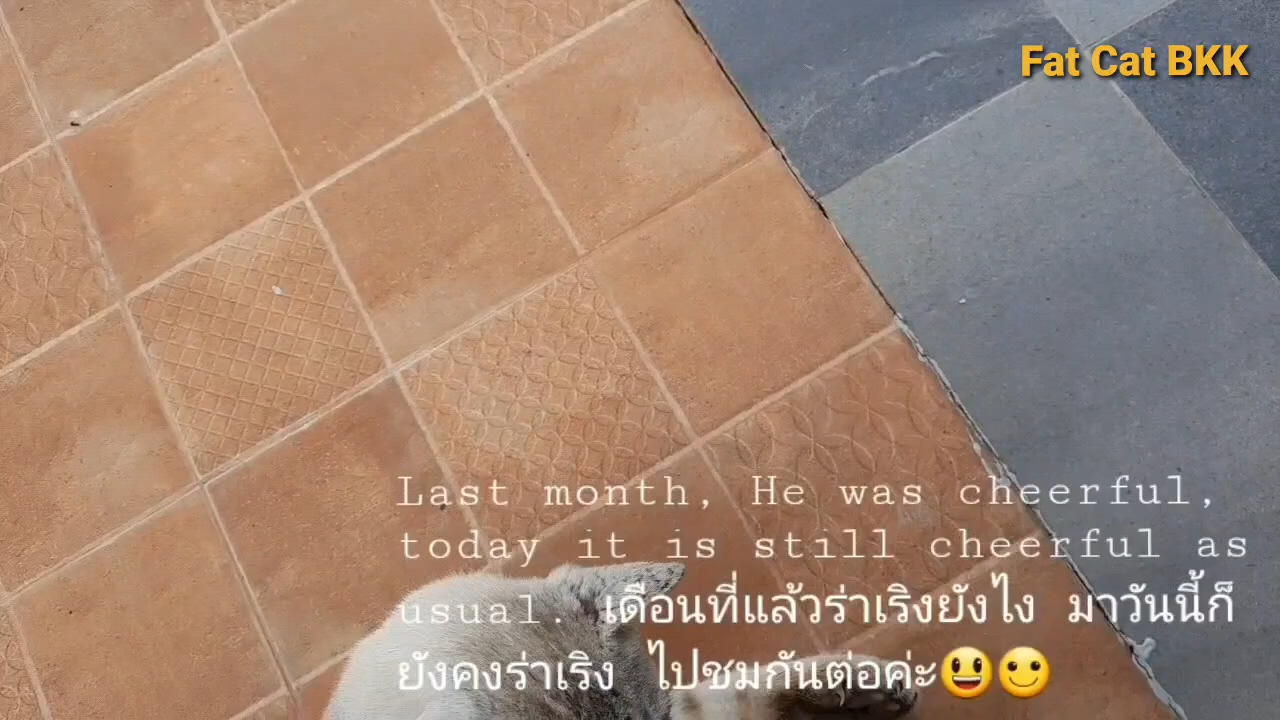 Fat Cat BKK
Last month, He was cheerful,
today it is still cheerful as
usual. เดือนที่แล้วร่าเริงยังไง มาวันนี้ก็
ยังคงร่าเริง ไปชมกันต่อค่ะ😃🙂